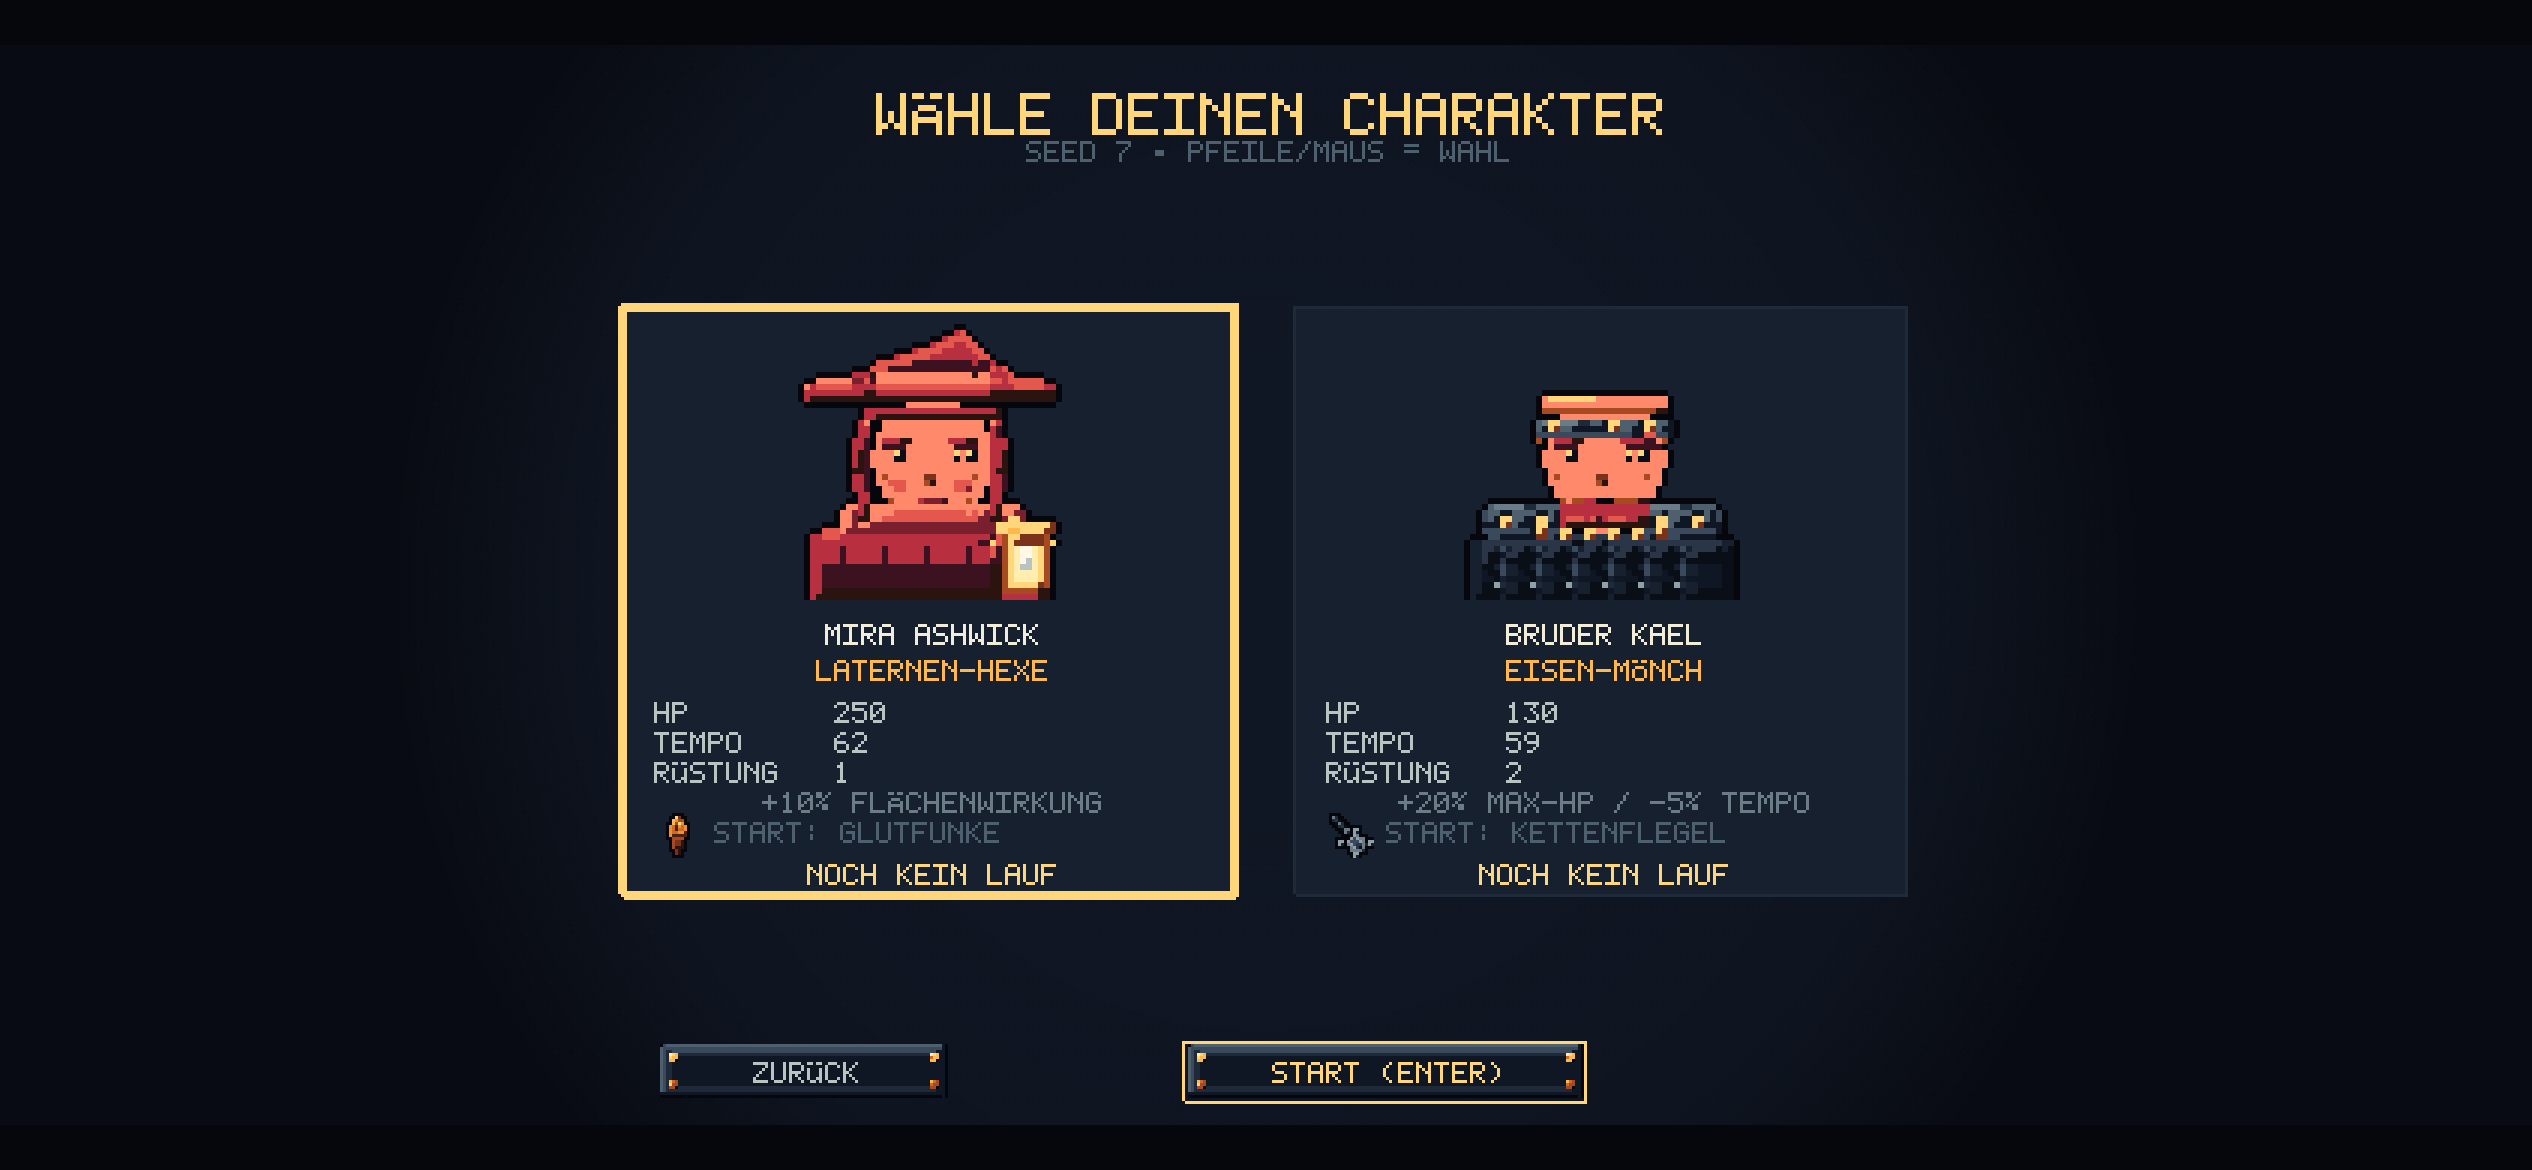 WäHLE DEINEN CHARAKTER
SEED 7 - PFEILE/MAUS = WAHL
MIRA ASHWICK
LATERNEN-HEXE
HP 250
TEMPO 62
RüSTUNG 1
+10% FLäCHENWIRKUNG
START: GLUTFUNKE
NOCH KEIN LAUF
BRUDER KAEL
EISEN-MöNCH
HP 130
TEMPO 59
RüSTUNG 2
+20% MAX-HP / -5% TEMPO
START: KETTENFLEGEL
NOCH KEIN LAUF
ZURüCK
START (ENTER)